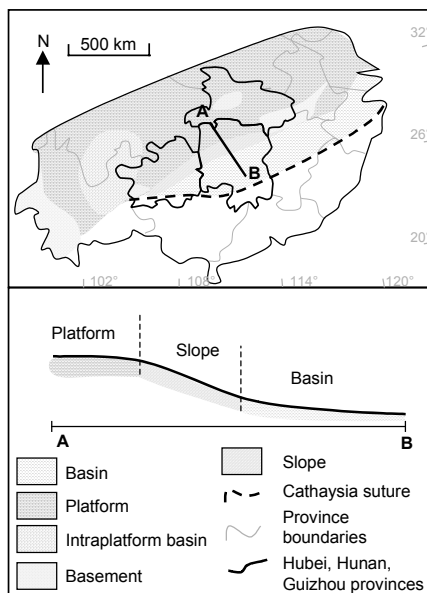 N
500 km
32°
A
26°
B
20°
102°
108°
114°
120°
Platform
Slope
Basin
A
B
Basin
Platform
Intraplatform basin
Basement
Slope
Cathaysia suture
Province
boundaries
Hubei, Hunan,
Guizhou provinces